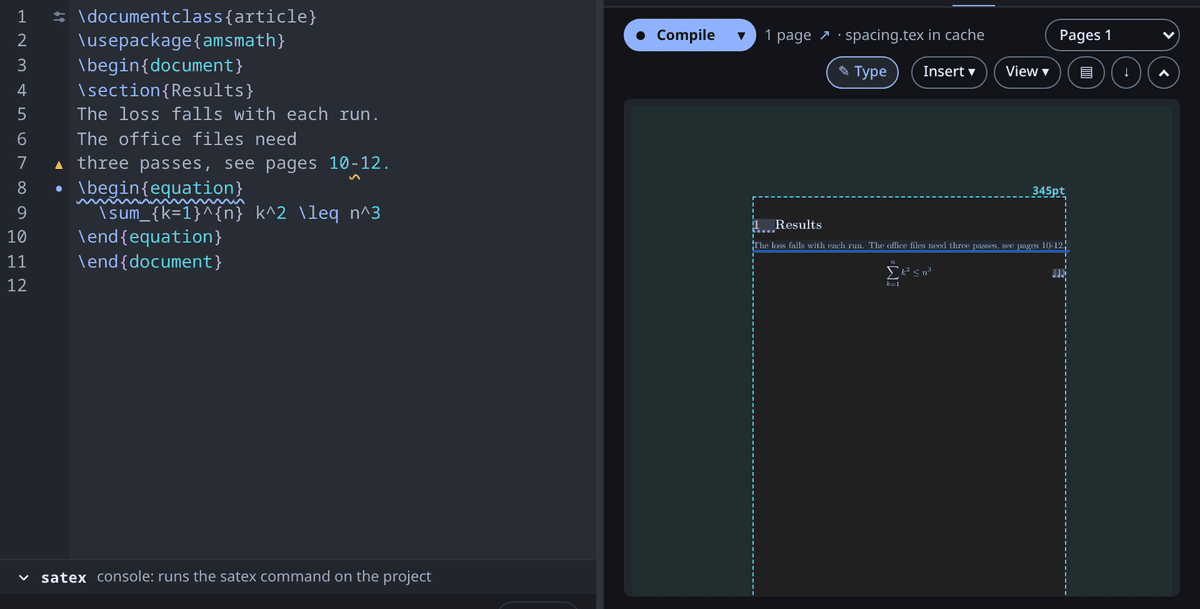 1 \documentclass{article}
2 \usepackage{amsmath}
3 \begin{document}
4 \section{Results}
5 The loss falls with each run.
6 The office files need
7 three passes, see pages 10-12.
8 \begin{equation}
9 \sum_{k=1}^{n} k^2 \leq n^3
10 \end{equation}
11 \end{document}
12
satex console: runs the satex command on the project
Compile ▾ 1 page ↗ · spacing.tex in cache Pages 1
✎ Type Insert ▾ View ▾ ▤ ↓
345pt
1 Results
The loss falls with each run. The office files need three passes, see pages 10-12.
n
∑ k² ≤ n³ (1)
k=1